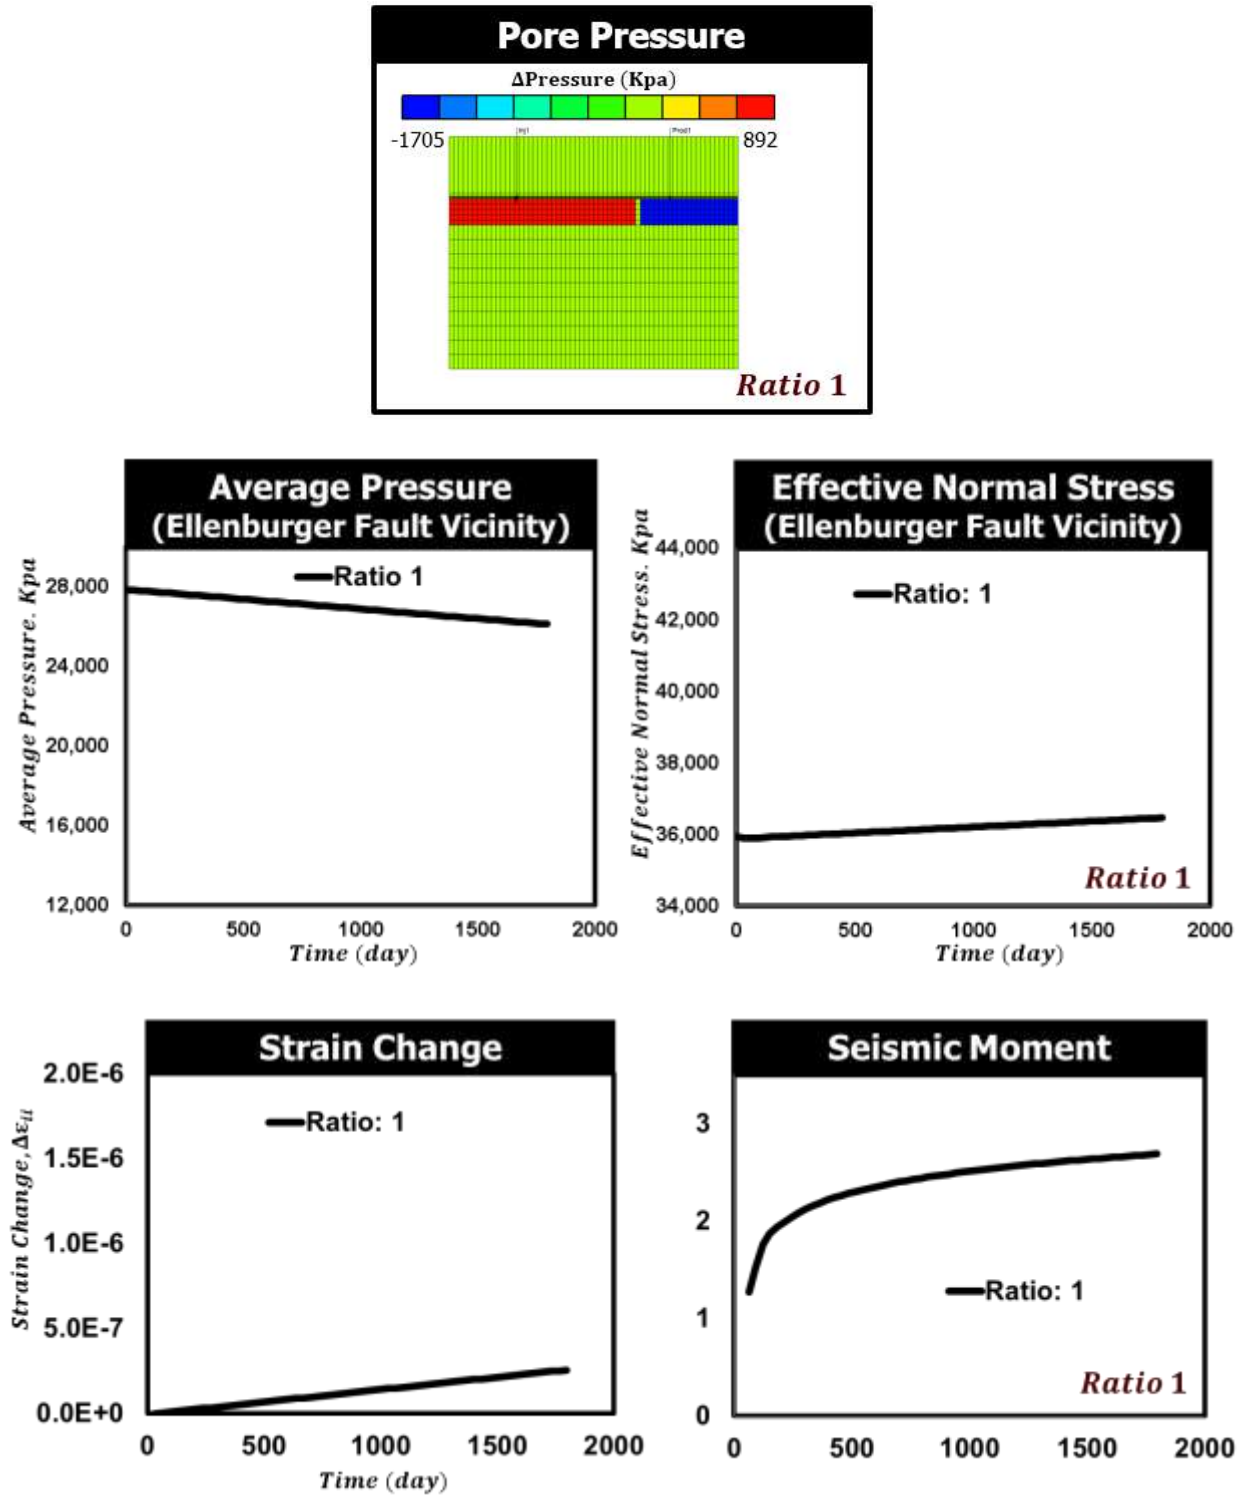 Pore Pressure
ΔPressure (Kpa)
-1705
892
Inj1
Prod1
Ratio 1
Average Pressure
(Ellenburger Fault Vicinity)
Average Pressure. Kpa
28,000
24,000
20,000
16,000
12,000
Ratio 1
0 500 1000 1500 2000
Time (day)
Effective Normal Stress
(Ellenburger Fault Vicinity)
Effective Normal Stress. Kpa
44,000
42,000
40,000
38,000
36,000
34,000
Ratio: 1
Ratio 1
0 500 1000 1500 2000
Time (day)
Strain Change
Strain Change, Δεᵢᵢ
2.0E-6
1.5E-6
1.0E-6
5.0E-7
0.0E+0
Ratio: 1
0 500 1000 1500 2000
Time (day)
Seismic Moment
3
2
1
0
Ratio: 1
Ratio 1
0 500 1000 1500 2000